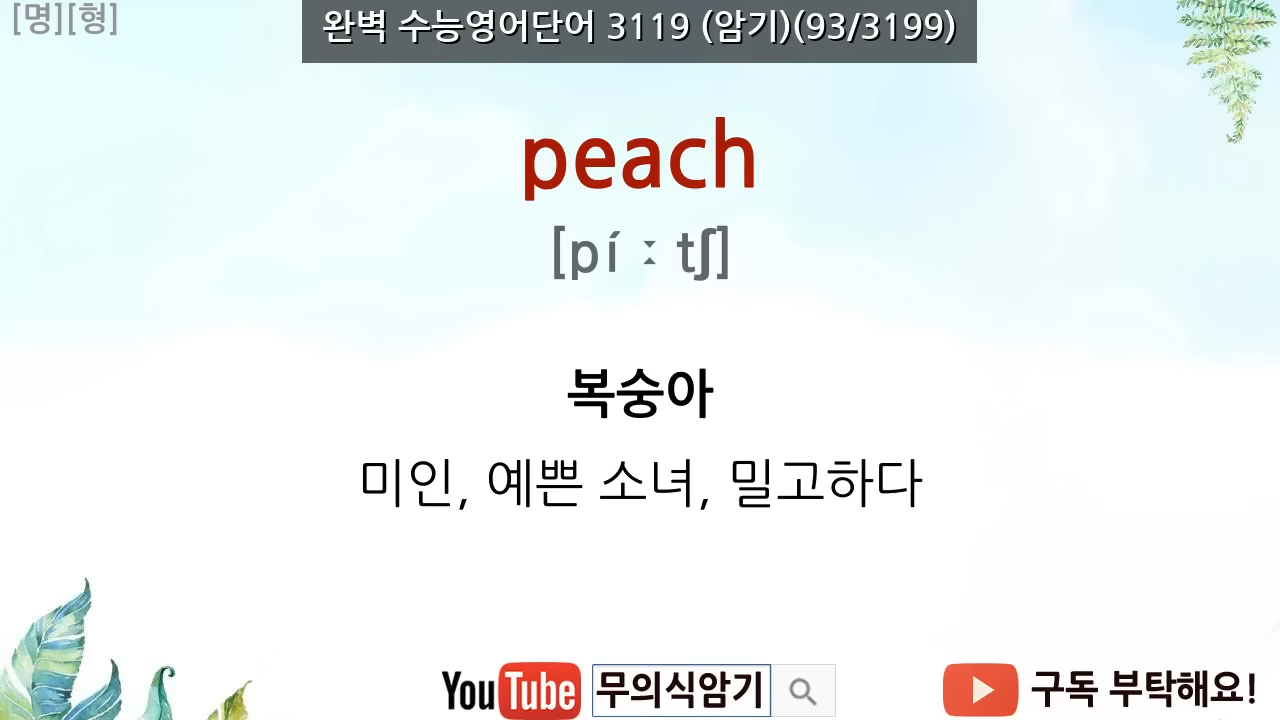 [명][형]
완벽 수능영어단어 3119 (암기)(93/3199)
peach
[píːtʃ]
복숭아
미인, 예쁜 소녀, 밀고하다
YouTube 무의식암기
구독 부탁해요!